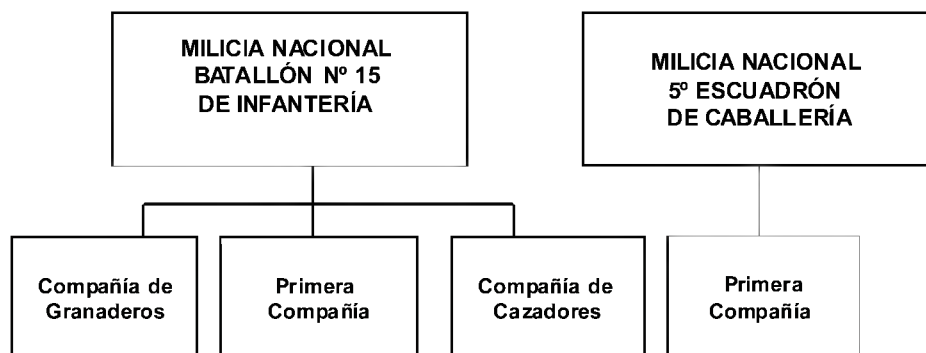 MILICIA NACIONAL
BATALLÓN Nº 15
DE INFANTERÍA
MILICIA NACIONAL
5º ESCUADRÓN
DE CABALLERÍA
Compañía de
Granaderos
Primera
Compañía
Compañía de
Cazadores
Primera
Compañía